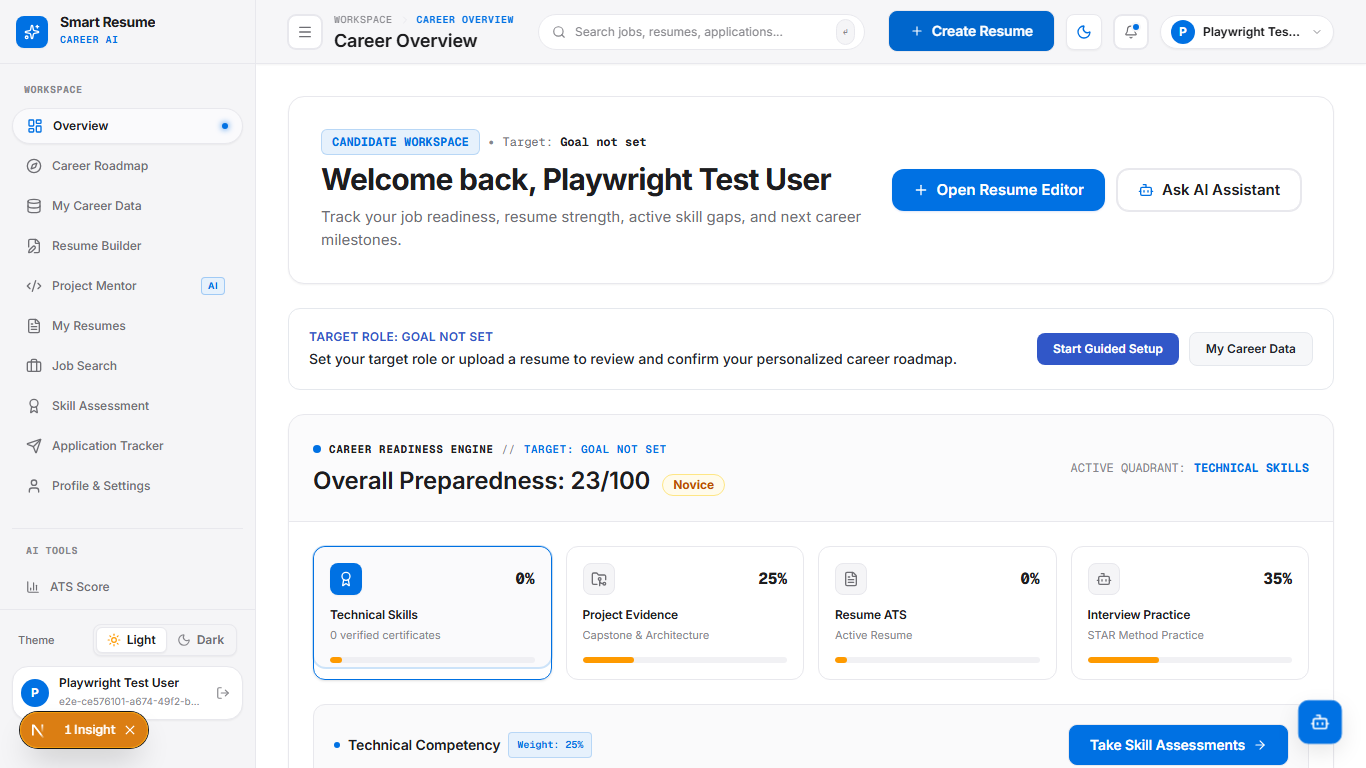 Smart Resume
CAREER AI
WORKSPACE
Overview
Career Roadmap
My Career Data
Resume Builder
Project Mentor
AI
My Resumes
Job Search
Skill Assessment
Application Tracker
Profile & Settings
AI TOOLS
ATS Score
Theme
Light
Dark
P
Playwright Test User
e2e-ce576101-a674-49f2-b...
N
1 Insight
WORKSPACE
CAREER OVERVIEW
Career Overview
Search jobs, resumes, applications...
+ Create Resume
P
Playwright Tes...
CANDIDATE WORKSPACE
• Target: Goal not set
Welcome back, Playwright Test User
Track your job readiness, resume strength, active skill gaps, and next career
milestones.
+ Open Resume Editor
Ask AI Assistant
TARGET ROLE: GOAL NOT SET
Set your target role or upload a resume to review and confirm your personalized career roadmap.
Start Guided Setup
My Career Data
CAREER READINESS ENGINE // TARGET: GOAL NOT SET
Overall Preparedness: 23/100
Novice
ACTIVE QUADRANT: TECHNICAL SKILLS
0%
Technical Skills
0 verified certificates
25%
Project Evidence
Capstone & Architecture
0%
Resume ATS
Active Resume
35%
Interview Practice
STAR Method Practice
Technical Competency
Weight: 25%
Take Skill Assessments →